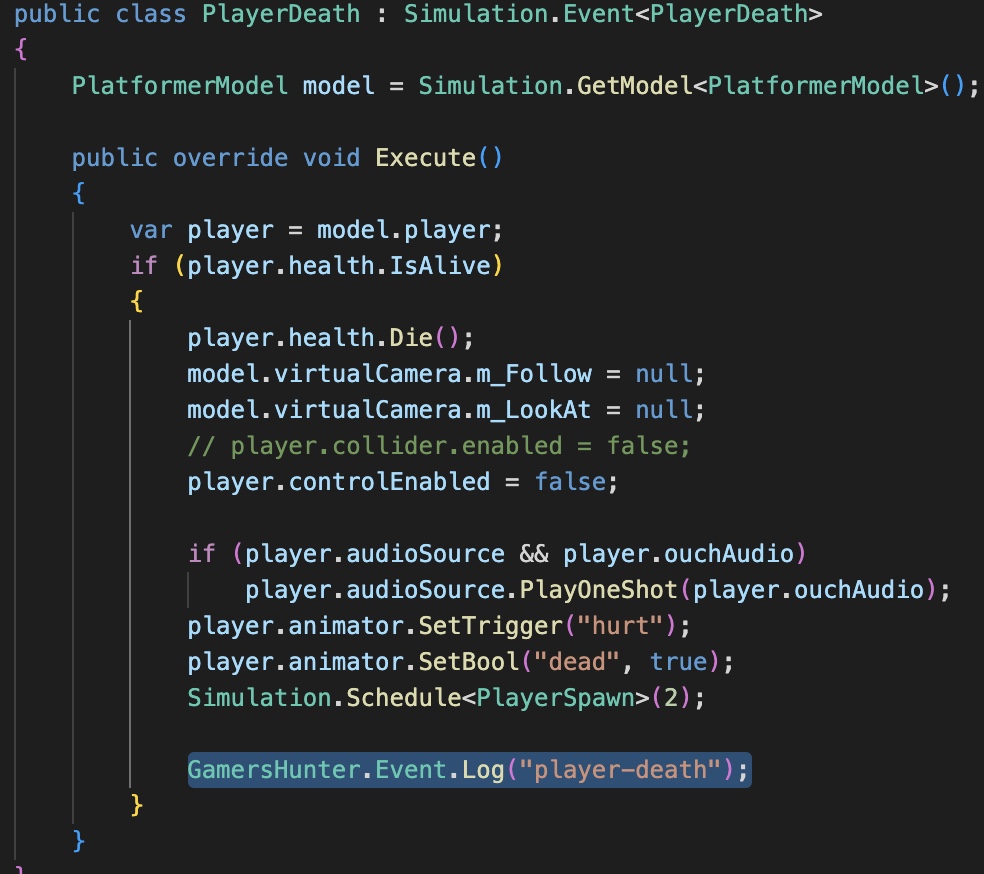 public class PlayerDeath : Simulation.Event<PlayerDeath>
{
    PlatformerModel model = Simulation.GetModel<PlatformerModel>();

    public override void Execute()
    {
        var player = model.player;
        if (player.health.IsAlive)
        {
            player.health.Die();
            model.virtualCamera.m_Follow = null;
            model.virtualCamera.m_LookAt = null;
            // player.collider.enabled = false;
            player.controlEnabled = false;

            if (player.audioSource && player.ouchAudio)
                player.audioSource.PlayOneShot(player.ouchAudio);
            player.animator.SetTrigger("hurt");
            player.animator.SetBool("dead", true);
            Simulation.Schedule<PlayerSpawn>(2);

            GamersHunter.Event.Log("player-death");
        }
    }
}